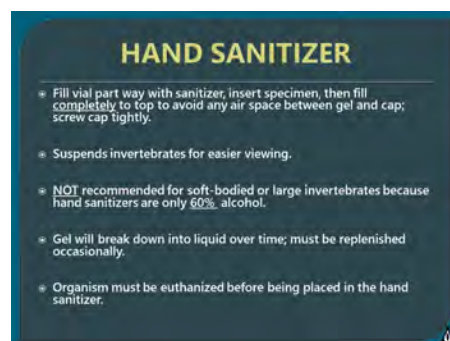 HAND SANITIZER
Fill vial part way with sanitizer, insert specimen, then fill
completely to top to avoid any air space between gel and cap;
screw cap tightly.
Suspends invertebrates for easier viewing.
NOT recommended for soft-bodied or large invertebrates because
hand sanitizers are only 60% alcohol.
Gel will break down into liquid over time; must be replenished
occasionally.
Organism must be euthanized before being placed in the hand
sanitizer.